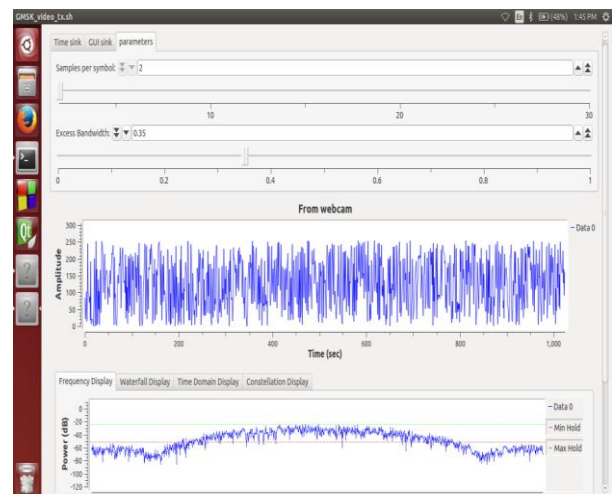 GMSK_video_tx.sh
En
(48%)
1:45 PM
Time sink
GUI sink
parameters
Samples per symbol:
2
10
20
30
Excess Bandwidth:
0.35
0
0.2
0.4
0.6
0.8
1
From webcam
Data 0
Amplitude
300
250
200
150
100
50
0
0
200
400
600
800
1,000
Time (sec)
Frequency Display
Waterfall Display
Time Domain Display
Constellation Display
Data 0
Min Hold
Max Hold
Power (dB)
0
-20
-40
-60
-80
-100
-120
Qt